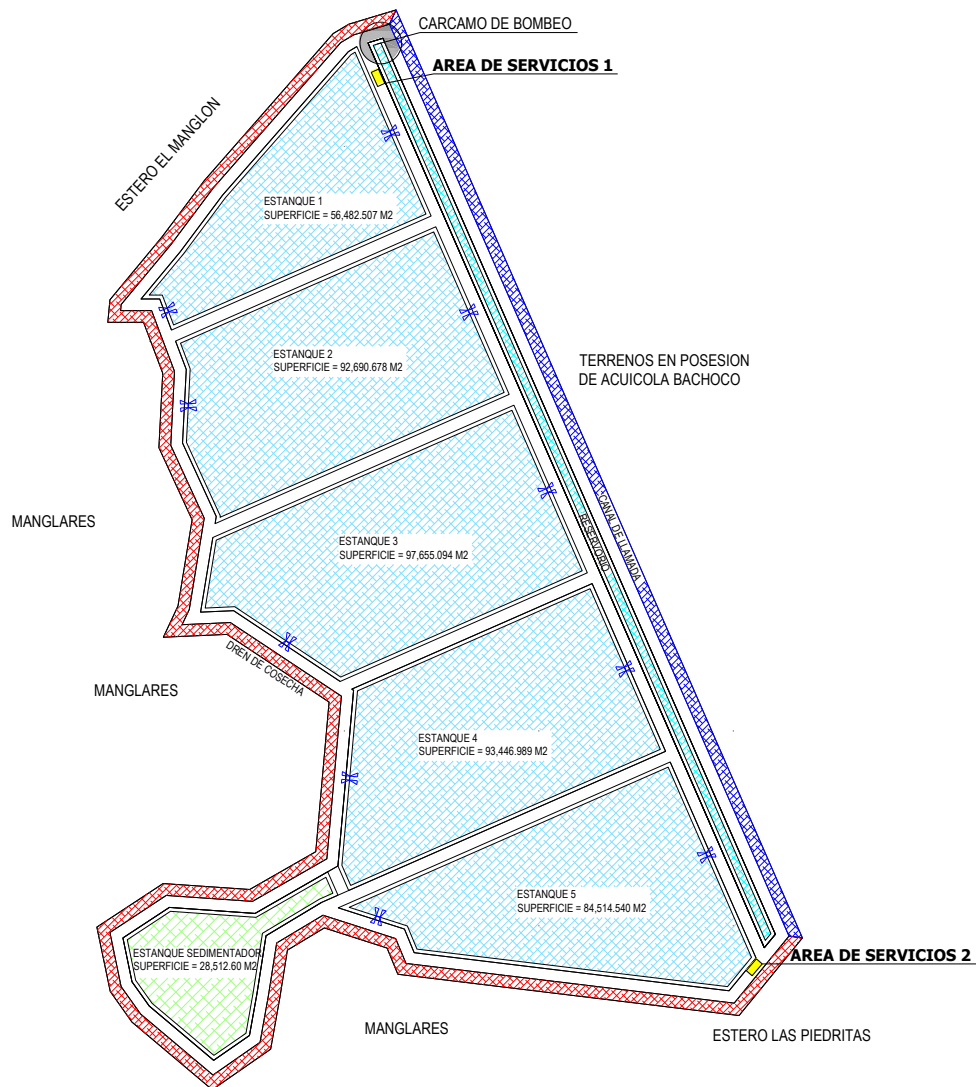 CARCAMO DE BOMBEO
AREA DE SERVICIOS 1
ESTERO EL MANGLON
ESTANQUE 1
SUPERFICIE = 56,482.507 M2
ESTANQUE 2
SUPERFICIE = 92,690.678 M2
TERRENOS EN POSESION
DE ACUICOLA BACHOCO
MANGLARES
ESTANQUE 3
SUPERFICIE = 97,655.094 M2
RESERVORIO
CANAL DE LLAMADA
DREN DE COSECHA
MANGLARES
ESTANQUE 4
SUPERFICIE = 93,446.989 M2
ESTANQUE 5
SUPERFICIE = 84,514.540 M2
ESTANQUE SEDIMENTADOR
SUPERFICIE = 28,512.60 M2
AREA DE SERVICIOS 2
MANGLARES
ESTERO LAS PIEDRITAS